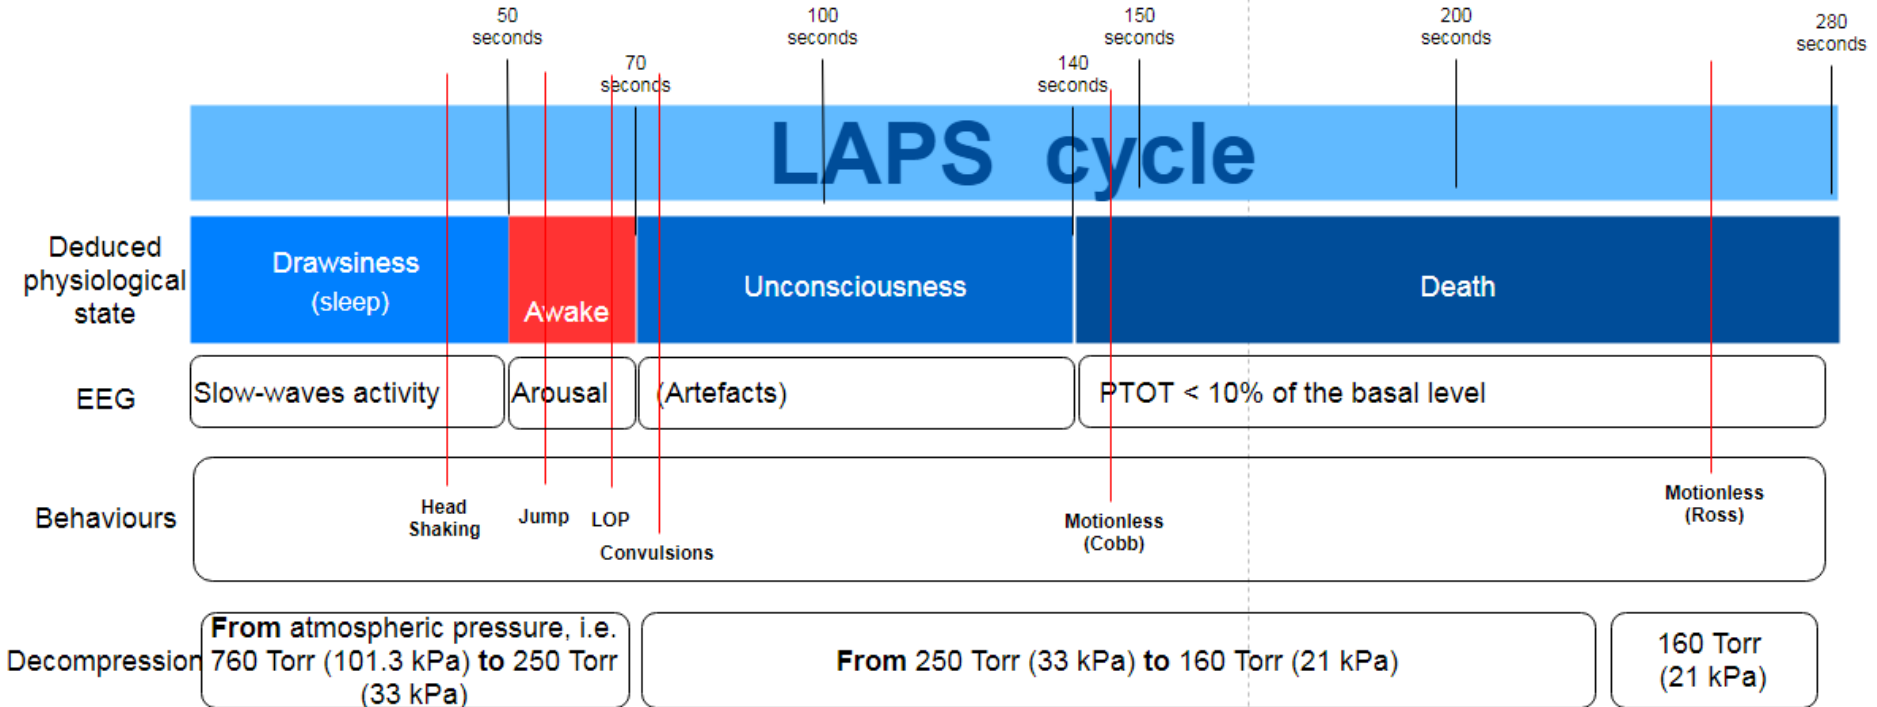 50
seconds
100
seconds
150
seconds
200
seconds
280
seconds
70
seconds
140
seconds
LAPS cycle
Deduced
physiological
state
Drawsiness
(sleep)
Awake
Unconsciousness
Death
EEG
Slow-waves activity
Arousal
(Artefacts)
PTOT < 10% of the basal level
Behaviours
Head
Shaking
Jump
LOP
Convulsions
Motionless
(Cobb)
Motionless
(Ross)
Decompression
From atmospheric pressure, i.e.
760 Torr (101.3 kPa) to 250 Torr
(33 kPa)
From 250 Torr (33 kPa) to 160 Torr (21 kPa)
160 Torr
(21 kPa)